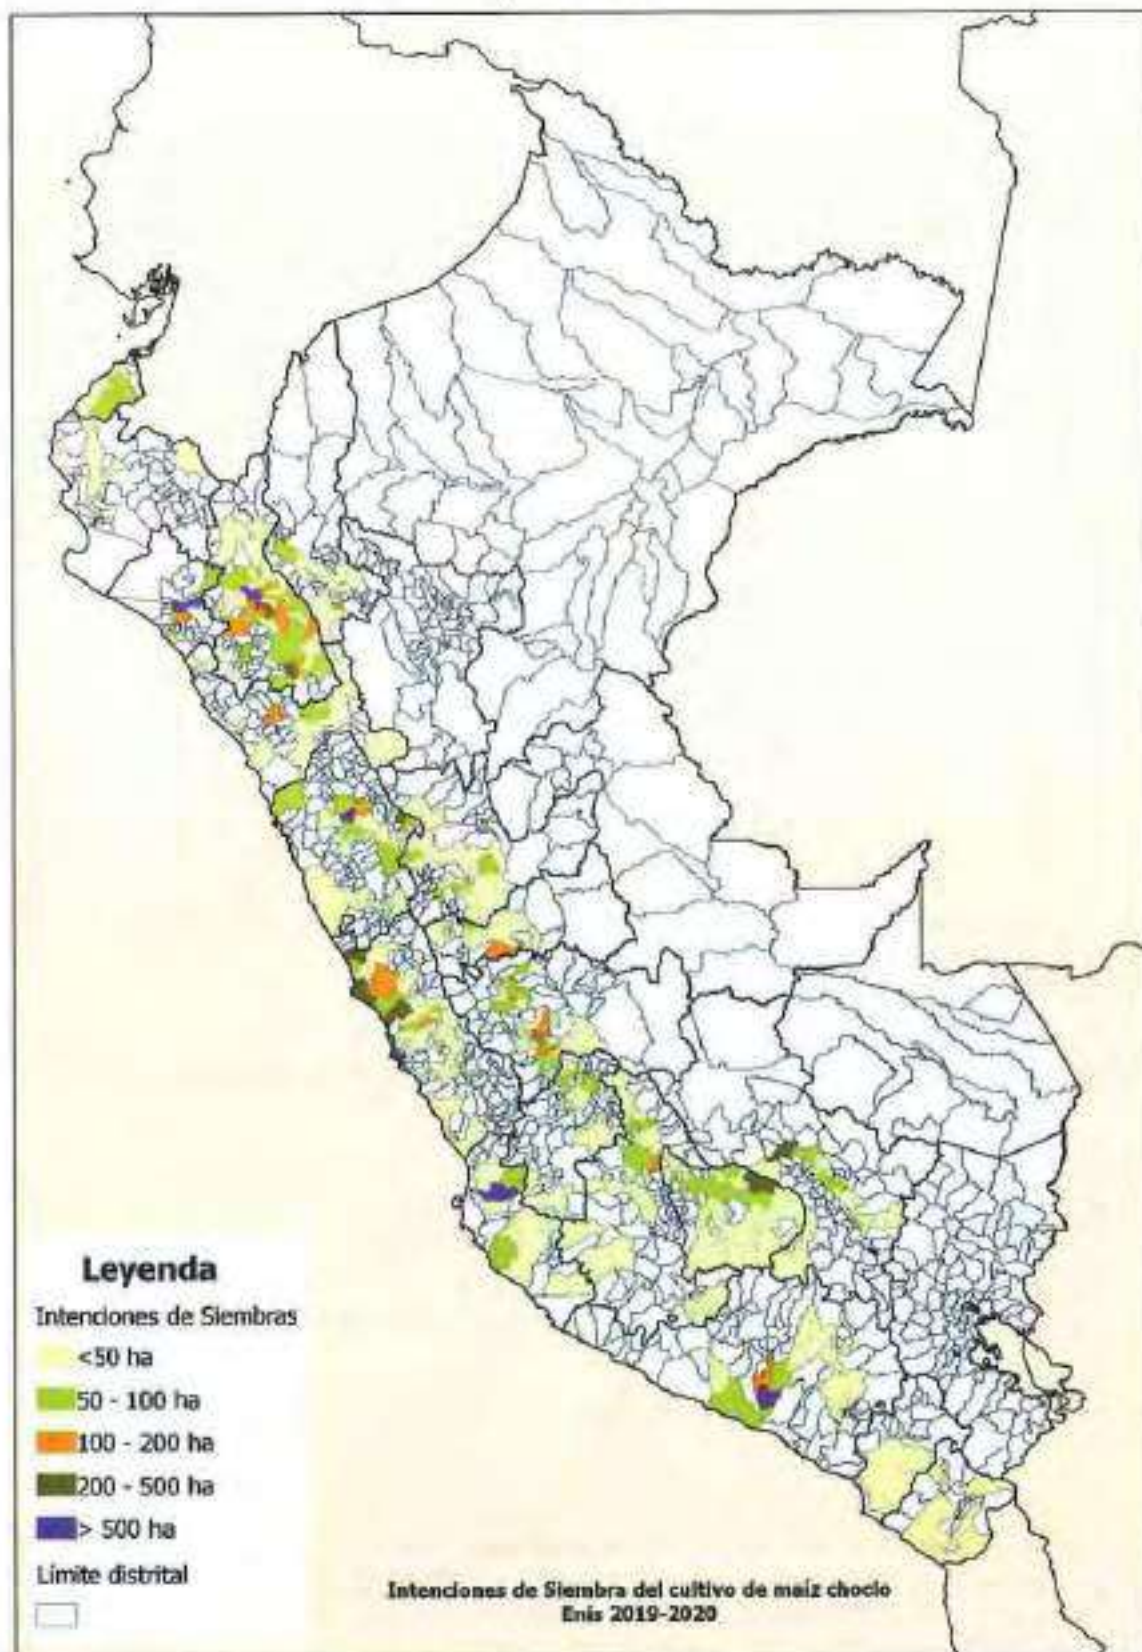 Leyenda
Intenciones de Siembras
<50 ha
50 - 100 ha
100 - 200 ha
200 - 500 ha
> 500 ha
Límite distrital
Intenciones de Siembra del cultivo de maíz choclo
Enis 2019-2020